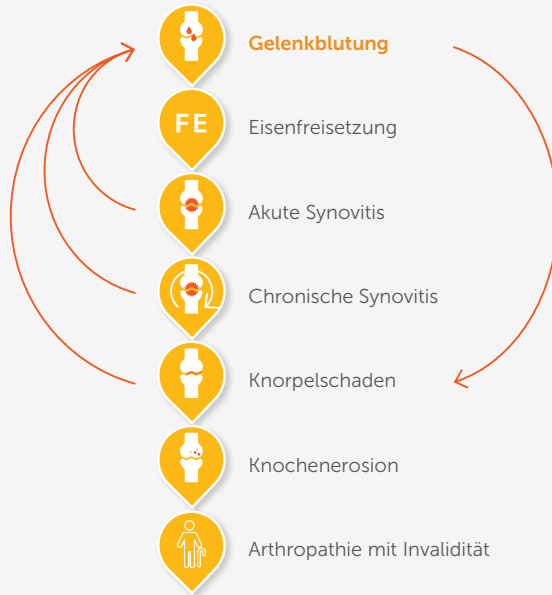 Gelenkblutung
FE
Eisenfreisetzung
Akute Synovitis
Chronische Synovitis
Knorpelschaden
Knochenerosion
Arthropathie mit Invalidität